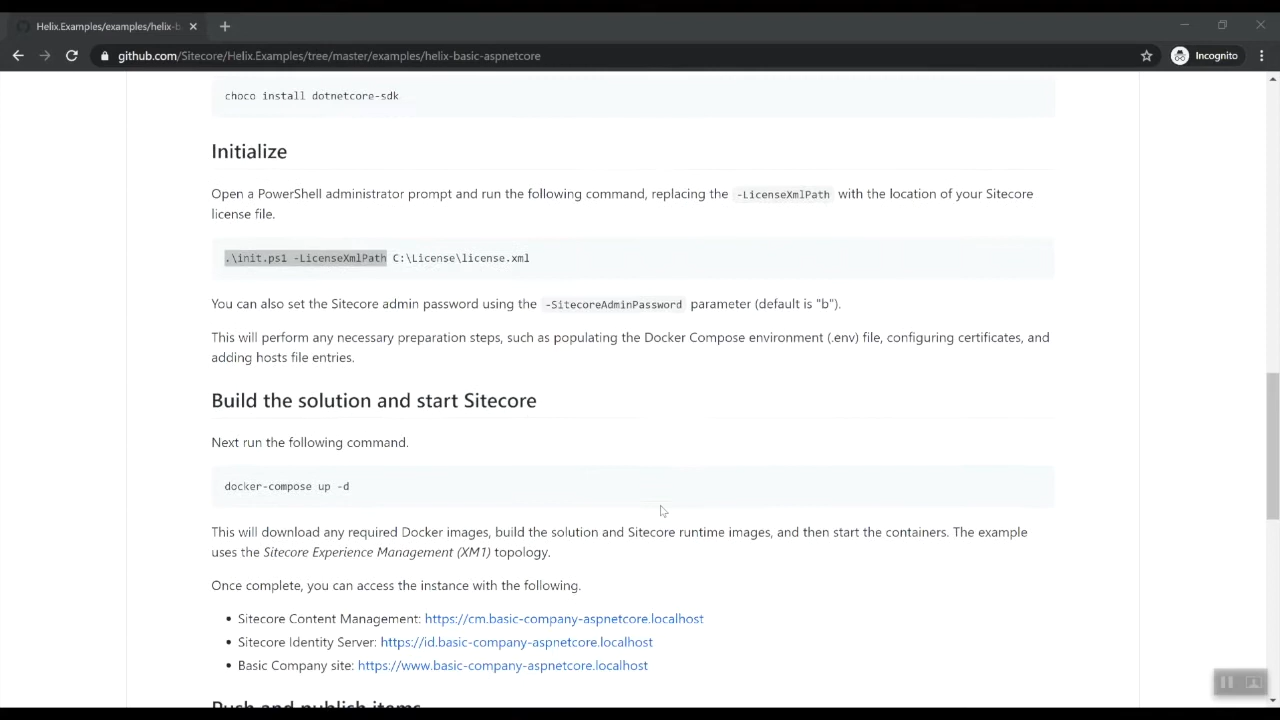 Helix.Examples/examples/helix-b
github.com/Sitecore/Helix.Examples/tree/master/examples/helix-basic-aspnetcore
Incognito
choco install dotnetcore-sdk
Initialize
Open a PowerShell administrator prompt and run the following command, replacing the -LicenseXmlPath with the location of your Sitecore
license file.
.\init.ps1 -LicenseXmlPath C:\License\license.xml
You can also set the Sitecore admin password using the -SitecoreAdminPassword parameter (default is "b").
This will perform any necessary preparation steps, such as populating the Docker Compose environment (.env) file, configuring certificates, and
adding hosts file entries.
Build the solution and start Sitecore
Next run the following command.
docker-compose up -d
This will download any required Docker images, build the solution and Sitecore runtime images, and then start the containers. The example
uses the Sitecore Experience Management (XM1) topology.
Once complete, you can access the instance with the following.
• Sitecore Content Management: https://cm.basic-company-aspnetcore.localhost
• Sitecore Identity Server: https://id.basic-company-aspnetcore.localhost
• Basic Company site: https://www.basic-company-aspnetcore.localhost
Push and publish items